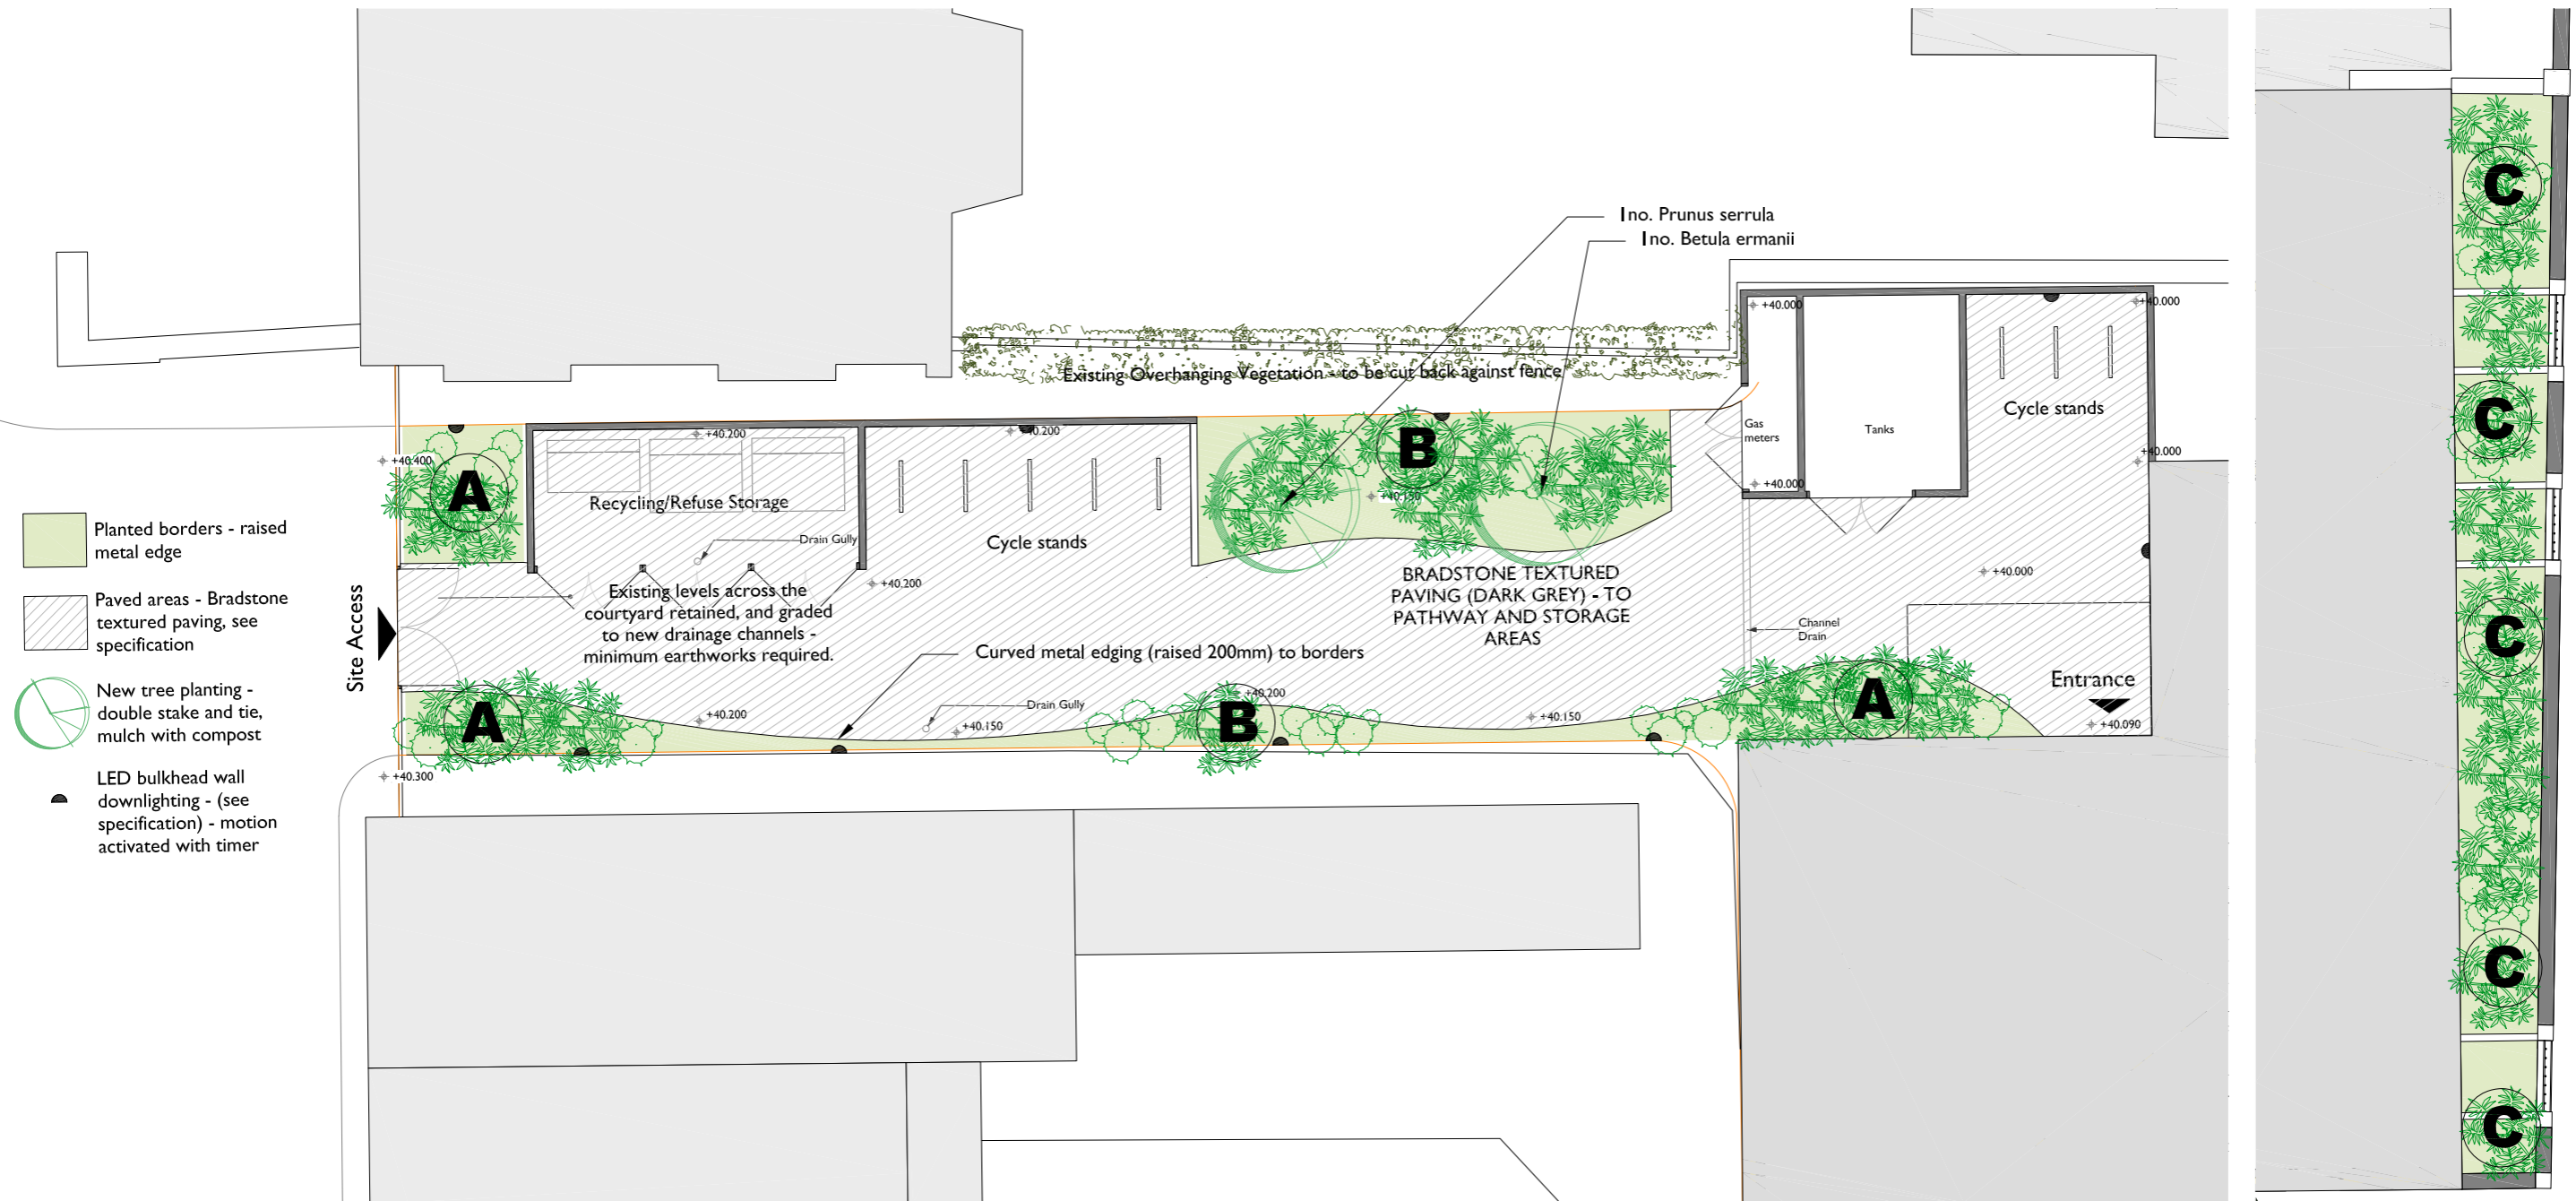 1no. Prunus serrula
1no. Betula ermanii
+40.000
+40.000
Existing Overhanging Vegetation - to be cut back against fence
Cycle stands
Gas
meters
Tanks
+40.000
+40.000
+40.400
A
+40.200
+40.200
B
+40.150
Recycling/Refuse Storage
Drain Gully
Cycle stands
+40.200
Planted borders - raised
metal edge
Paved areas - Bradstone
textured paving, see
specification
New tree planting -
double stake and tie,
mulch with compost
LED bulkhead wall
downlighting - (see
specification) - motion
activated with timer
Site Access
Existing levels across the
courtyard retained, and graded
to new drainage channels -
minimum earthworks required.
BRADSTONE TEXTURED
PAVING (DARK GREY) - TO
PATHWAY AND STORAGE
AREAS
+40.000
Channel
Drain
Curved metal edging (raised 200mm) to borders
Entrance
+40.090
A
+40.200
Drain Gully
+40.150
B
+40.200
+40.150
A
+40.300
C
C
C
C
C